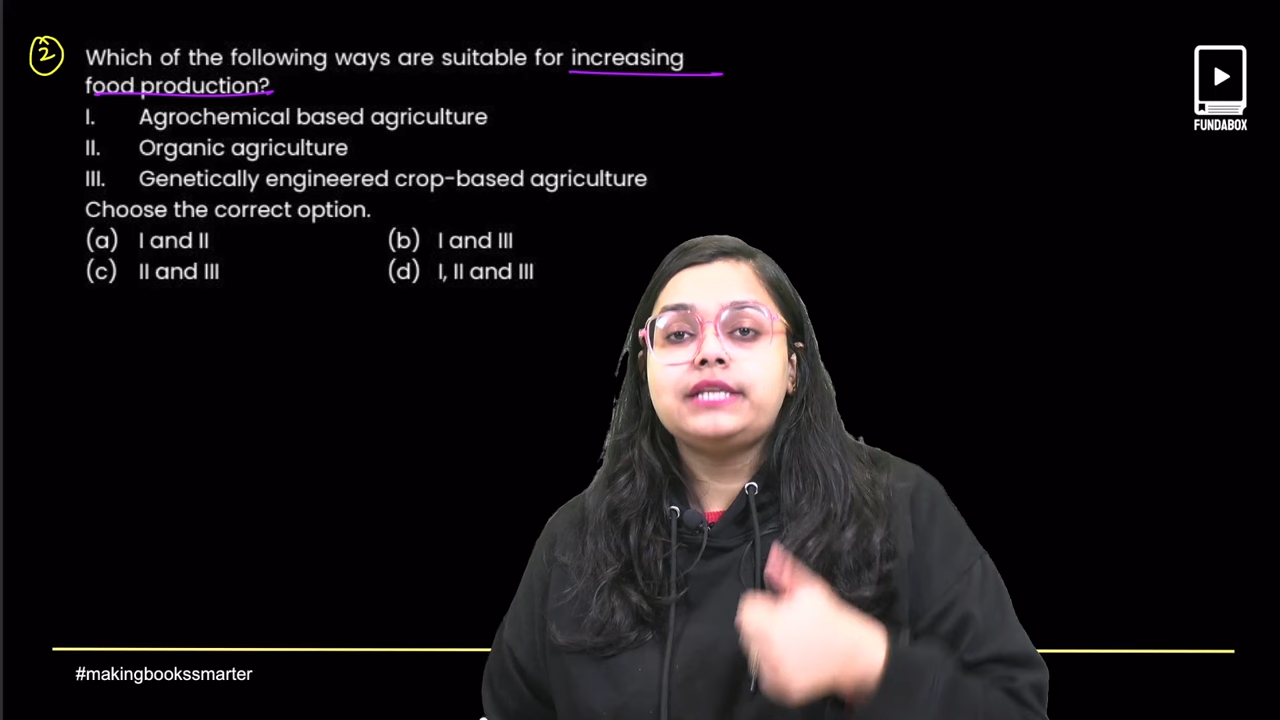 2
Which of the following ways are suitable for increasing
food production?
I. Agrochemical based agriculture
II. Organic agriculture
III. Genetically engineered crop-based agriculture
Choose the correct option.
(a) I and II (b) I and III
(c) II and III (d) I, II and III
FUNDABOX
#makingbookssmarter